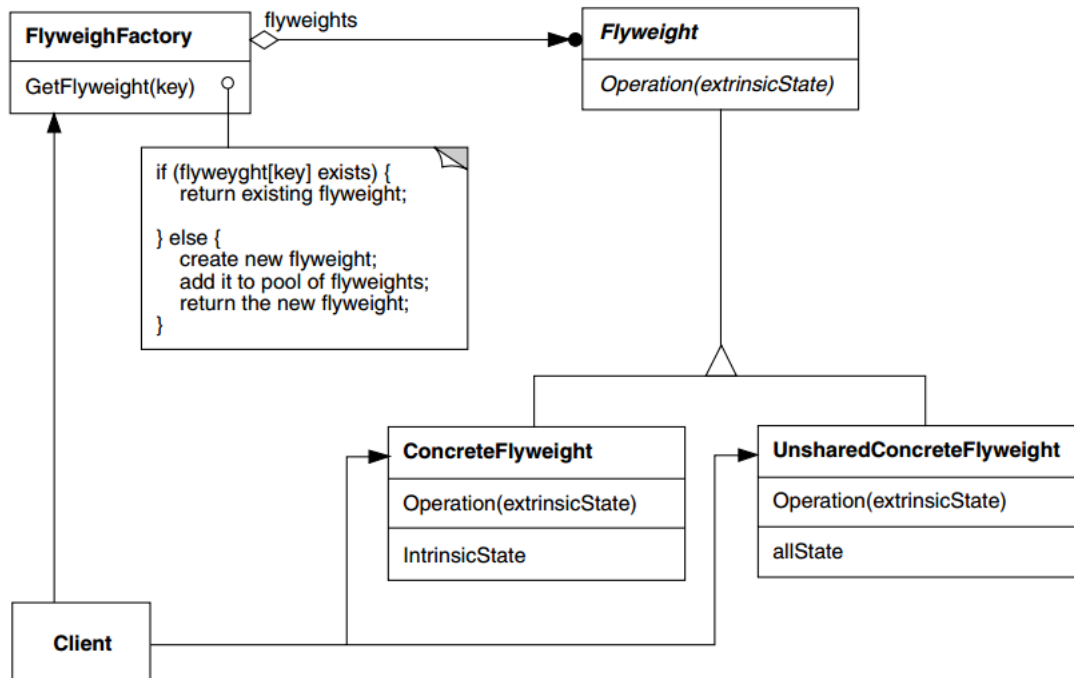 FlyweighFactory
GetFlyweight(key)
flyweights
Flyweight
Operation(extrinsicState)
if (flyweyght[key] exists) {
return existing flyweight;
} else {
create new flyweight;
add it to pool of flyweights;
return the new flyweight;
}
ConcreteFlyweight
Operation(extrinsicState)
IntrinsicState
UnsharedConcreteFlyweight
Operation(extrinsicState)
allState
Client